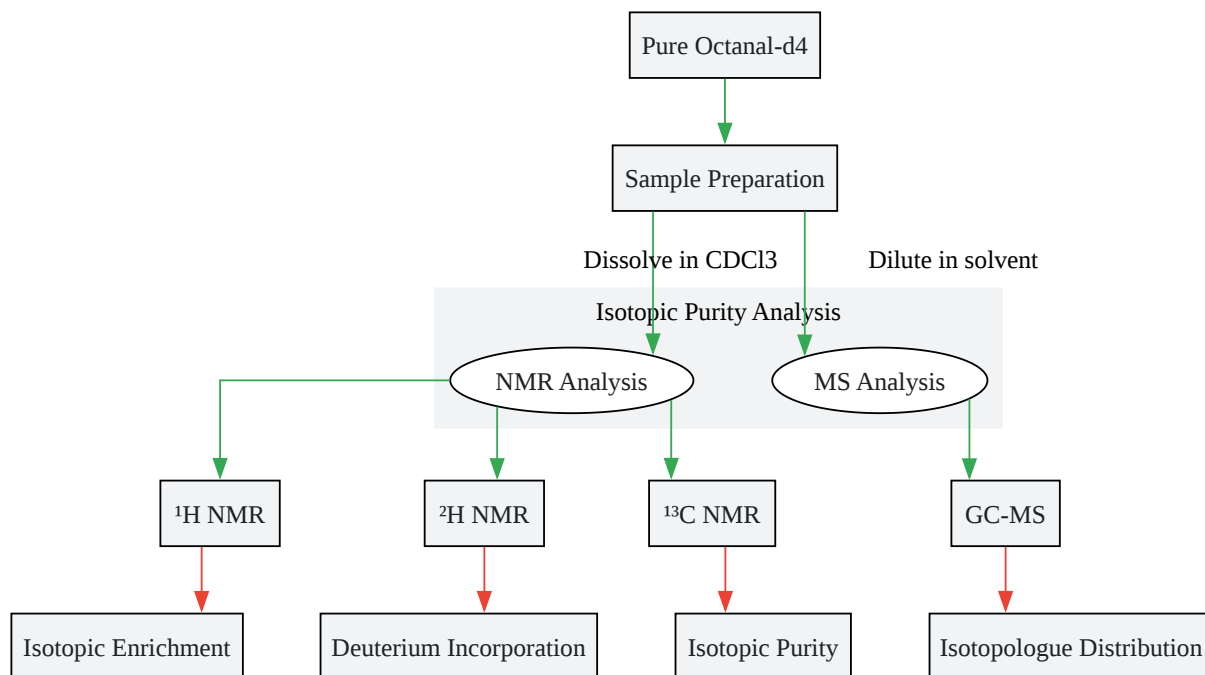 Pure Octanal-d4
Sample Preparation
Dissolve in CDCl3
Dilute in solvent
Isotopic Purity Analysis
NMR Analysis
MS Analysis
¹H NMR
²H NMR
¹³C NMR
GC-MS
Isotopic Enrichment
Deuterium Incorporation
Isotopic Purity
Isotopologue Distribution